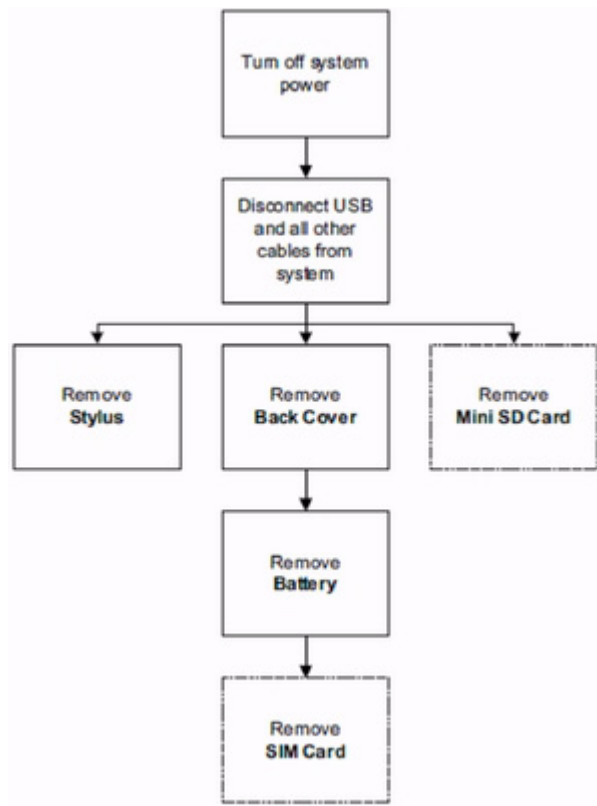 Turn off system
power
Disconnect USB
and all other
cables from
system
Remove
Stylus
Remove
Back Cover
Remove
Mini SD Card
Remove
Battery
Remove
SIM Card